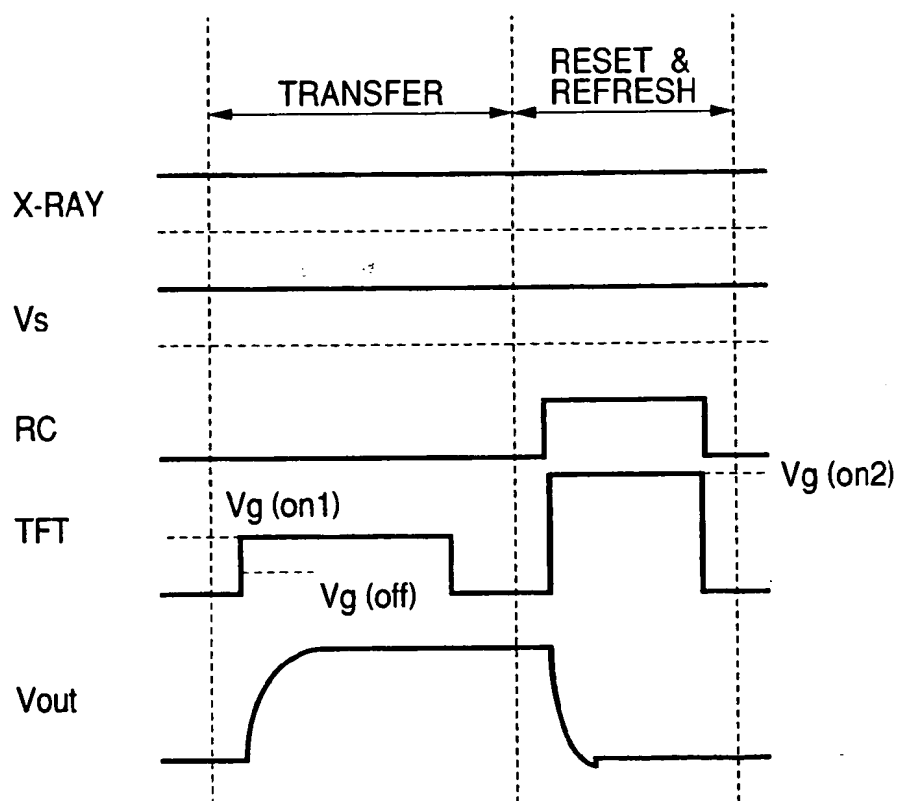 TRANSFER
RESET &
REFRESH
X-RAY
Vs
RC
Vg (on2)
Vg (on1)
TFT
Vg (off)
Vout